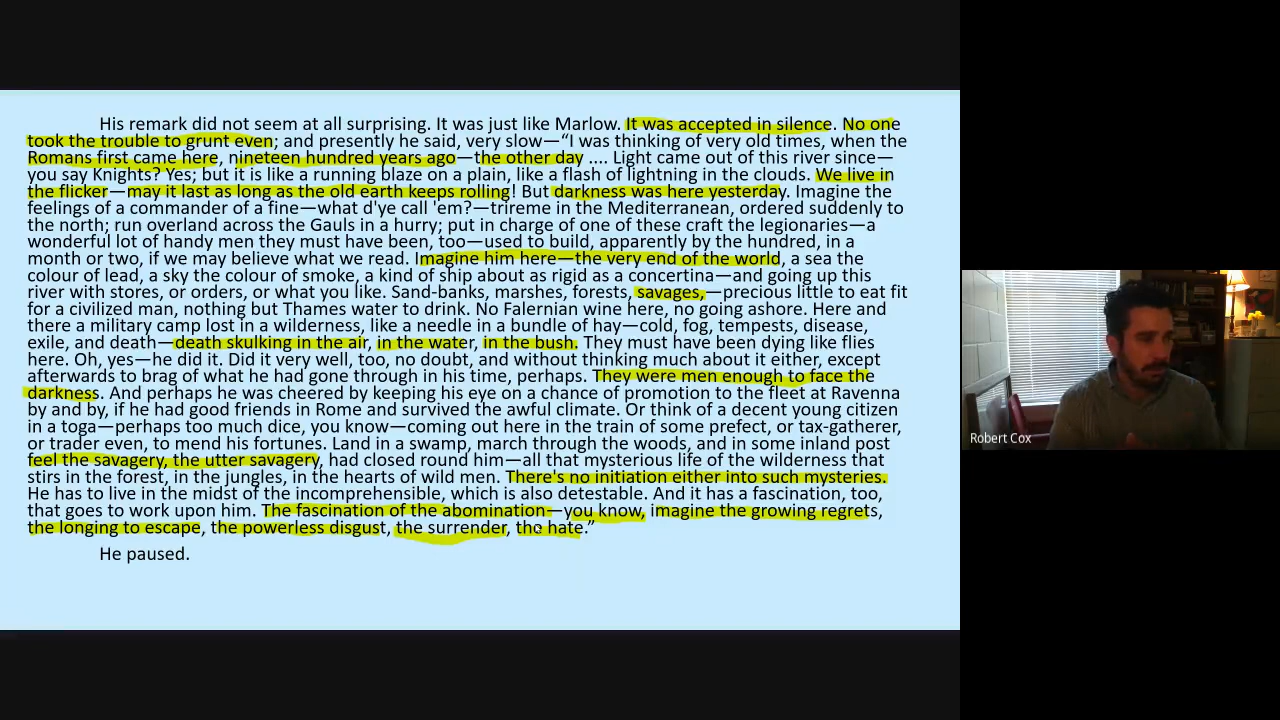 His remark did not seem at all surprising. It was just like Marlow. It was accepted in silence. No one
took the trouble to grunt even; and presently he said, very slow—“I was thinking of very old times, when the
Romans first came here, nineteen hundred years ago—the other day .... Light came out of this river since—
you say Knights? Yes; but it is like a running blaze on a plain, like a flash of lightning in the clouds. We live in
the flicker—may it last as long as the old earth keeps rolling! But darkness was here yesterday. Imagine the
feelings of a commander of a fine—what d'ye call 'em?—trireme in the Mediterranean, ordered suddenly to
the north; run overland across the Gauls in a hurry; put in charge of one of these craft the legionaries—a
wonderful lot of handy men they must have been, too—used to build, apparently by the hundred, in a
month or two, if we may believe what we read. Imagine him here—the very end of the world, a sea the
colour of lead, a sky the colour of smoke, a kind of ship about as rigid as a concertina—and going up this
river with stores, or orders, or what you like. Sand-banks, marshes, forests, savages,—precious little to eat fit
for a civilized man, nothing but Thames water to drink. No Falernian wine here, no going ashore. Here and
there a military camp lost in a wilderness, like a needle in a bundle of hay—cold, fog, tempests, disease,
exile, and death—death skulking in the air, in the water, in the bush. They must have been dying like flies
here. Oh, yes—he did it. Did it very well, too, no doubt, and without thinking much about it either, except
afterwards to brag of what he had gone through in his time, perhaps. They were men enough to face the
darkness. And perhaps he was cheered by keeping his eye on a chance of promotion to the fleet at Ravenna
by and by, if he had good friends in Rome and survived the awful climate. Or think of a decent young citizen
in a toga—perhaps too much dice, you know—coming out here in the train of some prefect, or tax-gatherer,
or trader even, to mend his fortunes. Land in a swamp, march through the woods, and in some inland post
feel the savagery, the utter savagery, had closed round him—all that mysterious life of the wilderness that
stirs in the forest, in the jungles, in the hearts of wild men. There's no initiation either into such mysteries.
He has to live in the midst of the incomprehensible, which is also detestable. And it has a fascination, too,
that goes to work upon him. The fascination of the abomination—you know, imagine the growing regrets,
the longing to escape, the powerless disgust, the surrender, the hate.”
He paused.
Robert Cox